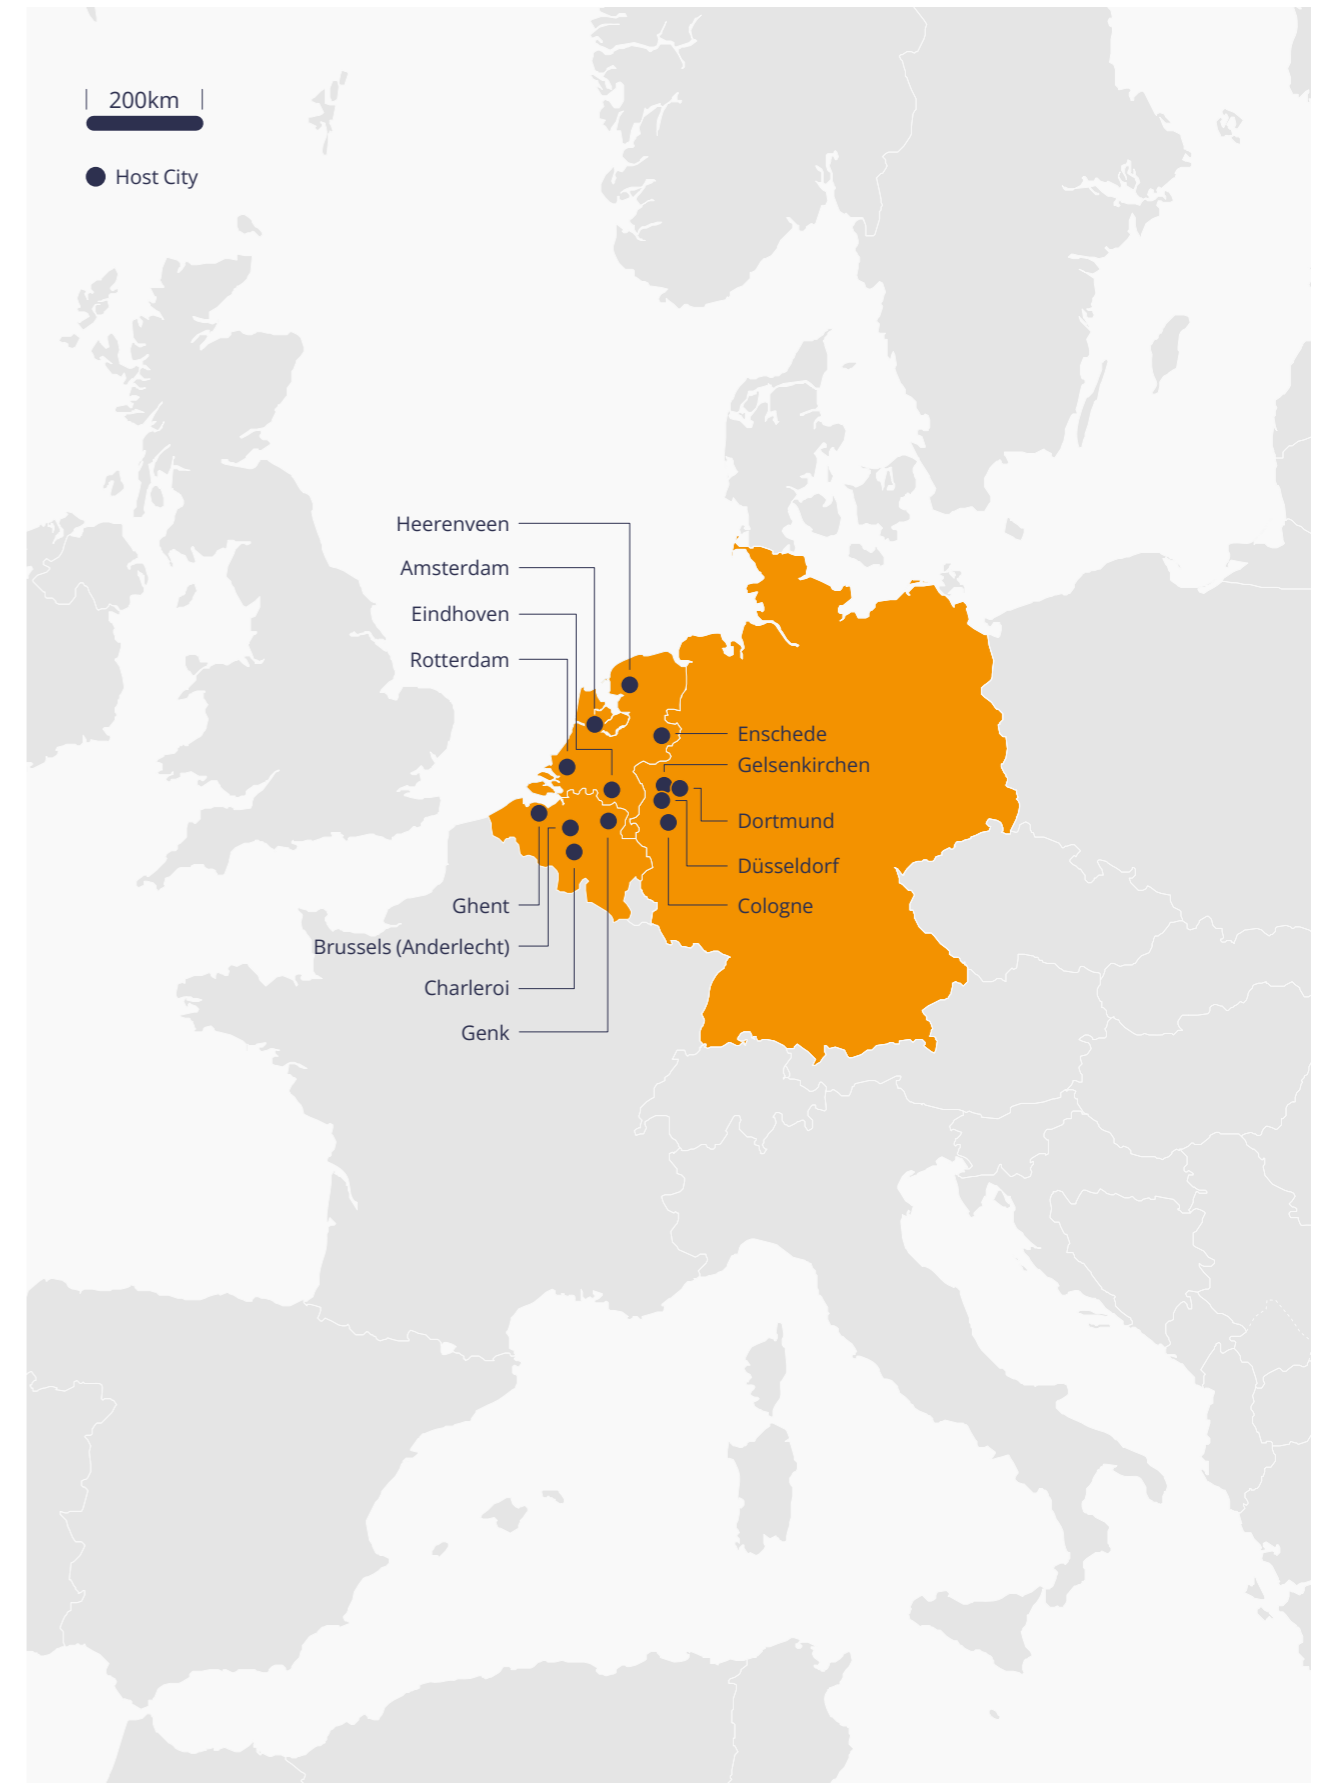 200km
Host City
Heerenveen
Amsterdam
Eindhoven
Rotterdam
Enschede
Gelsenkirchen
Dortmund
Düsseldorf
Cologne
Ghent
Brussels (Anderlecht)
Charleroi
Genk